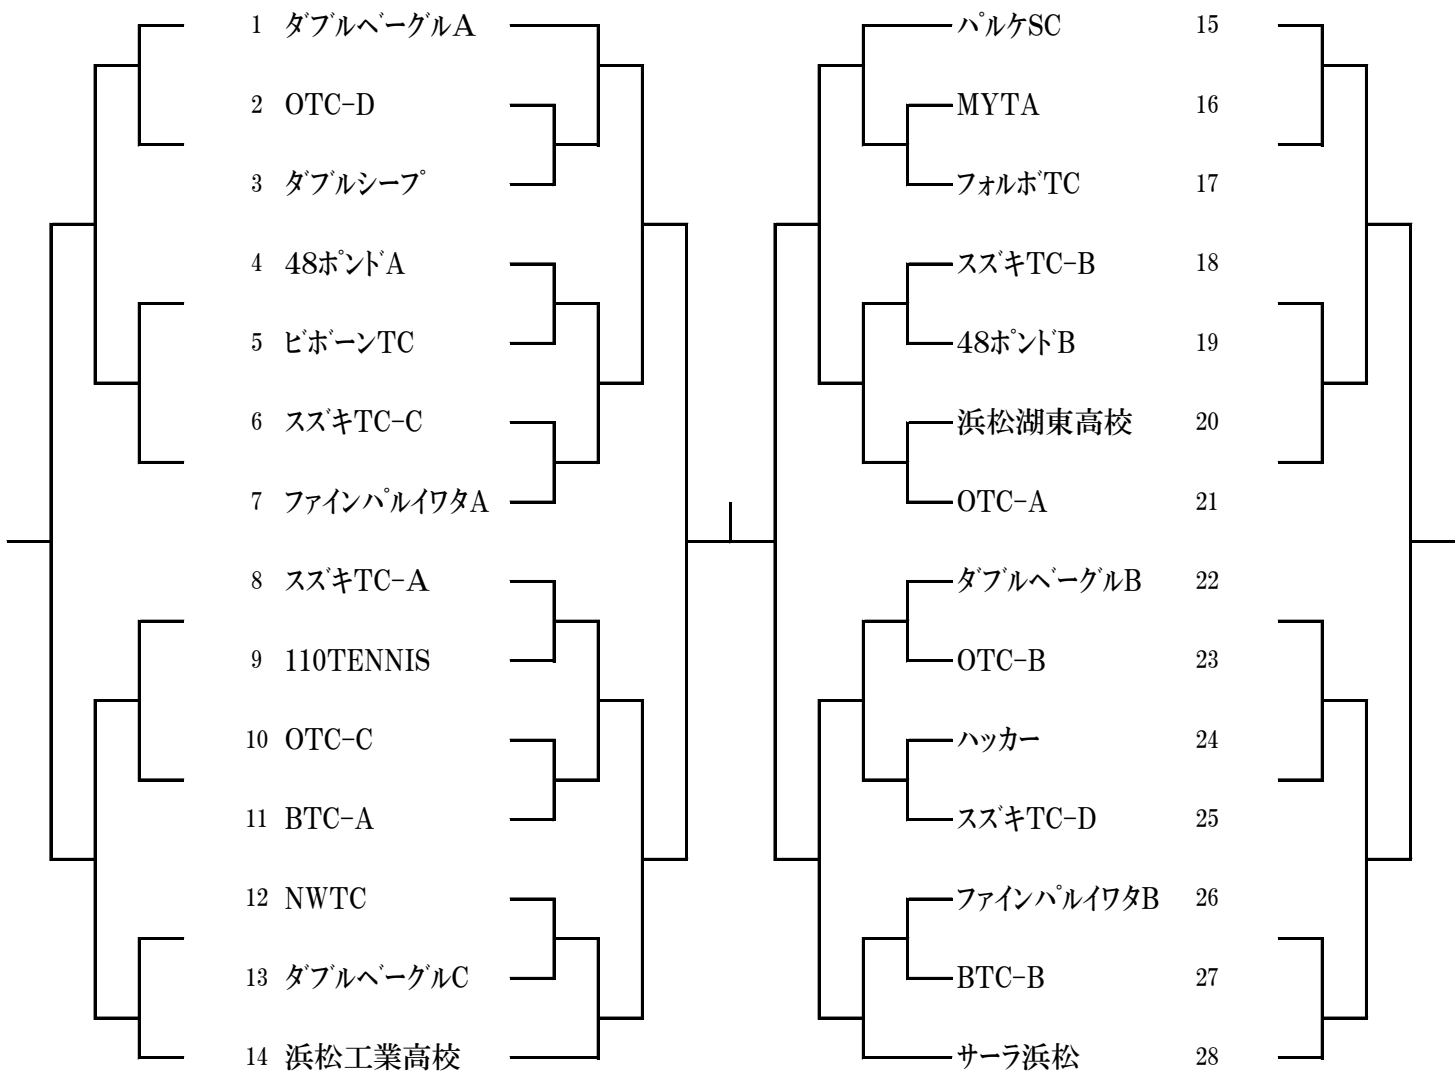 1 ダブルベーグルA
2 OTC-D
3 ダブルシープ
4 48ポンドA
5 ビボーンTC
6 スズキTC-C
7 ファインパルイワタA
8 スズキTC-A
9 110TENNIS
10 OTC-C
11 BTC-A
12 NWTC
13 ダブルベーグルC
14 浜松工業高校
パルケSC 15
MYTA 16
フォルボTC 17
スズキTC-B 18
48ポンドB 19
浜松湖東高校 20
OTC-A 21
ダブルベーグルB 22
OTC-B 23
ハッカー 24
スズキTC-D 25
ファインパルイワタB 26
BTC-B 27
サーラ浜松 28